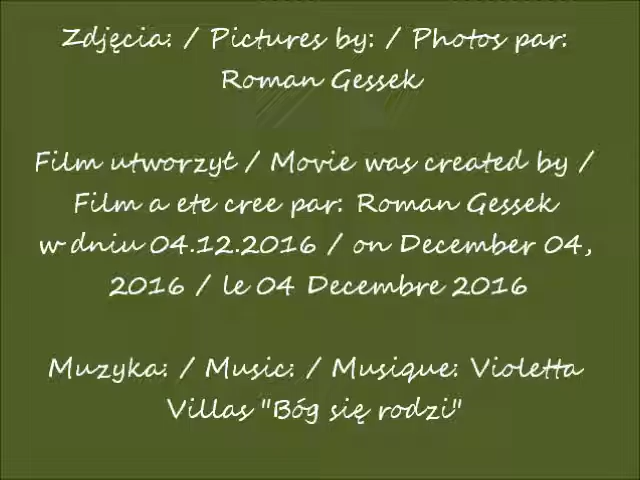 Zdjęcia: / Pictures by: / Photos par:
Roman Gessek
Film utworzył / Movie was created by /
Film a ete cree par: Roman Gessek
w dniu 04.12.2016 / on December 04,
2016 / le 04 Decembre 2016
Muzyka: / Music: / Musique: Violetta
Villas "Bóg się rodzi"